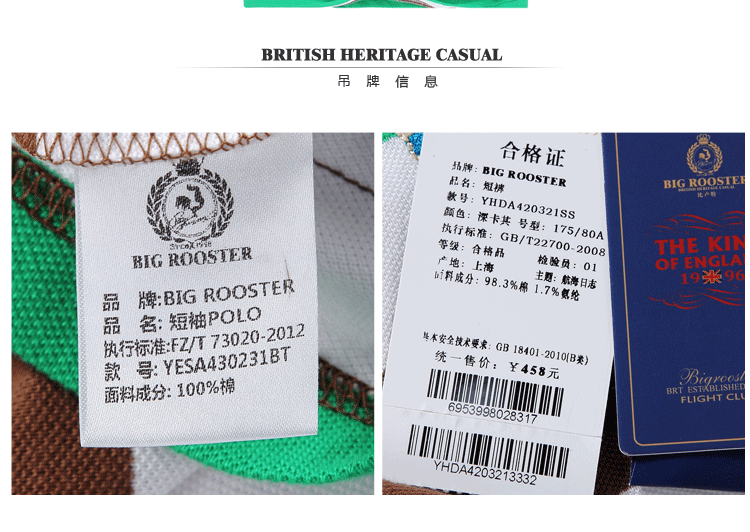 BRITISH HERITAGE CASUAL
吊牌信息
Since 1958
BIG ROOSTER
品 牌:BIG ROOSTER
品 名: 短袖POLO
执行标准:FZ/T 73020-2012
款 号: YESA430231BT
面料成分: 100%棉
合格证
品牌: BIG ROOSTER
品名: 短裤
款号: YHDA420321SS
颜色: 深卡其 号型: 175/80A
执行标准: GB/T22700-2008
等级: 合格品 检验员: 01
产地: 上海 主题: 航海日志
面料成分: 98.3%棉 1.7%氨纶
基本安全技术要求: GB 18401-2010(B类)
统一售价: ￥458元
6953998028317
YHDA4203213332
BIG ROOSTER
BRITISH HERITAGE CASUAL
THE KIN
OF ENGLA
19 96
Bigroost
BRT ESTABLISHED
FLIGHT CLU